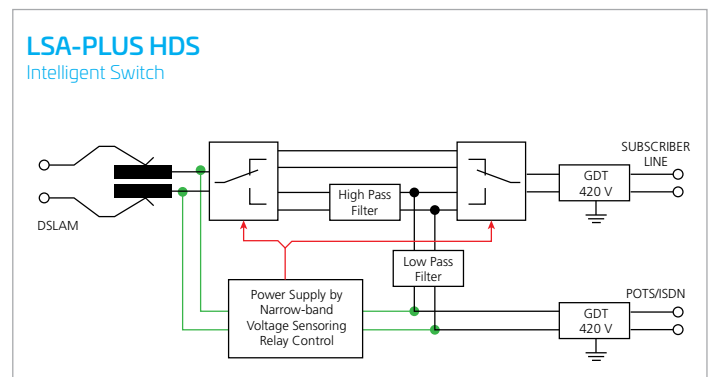 LSA-PLUS HDS
Intelligent Switch
SUBSCRIBER
LINE
GDT
420 V
High Pass
Filter
DSLAM
Low Pass
Filter
Power Supply by
Narrow-band
Voltage Sensoring
Relay Control
POTS/ISDN
GDT
420 V